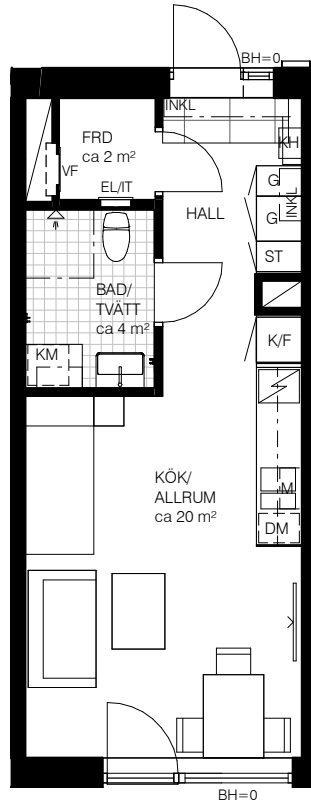 BH=0
INKL
KH
FRD
ca 2 m²
VF
G
INKL
EL/IT
HALL
G
ST
BAD/
TVÄTT
ca 4 m²
K/F
KM
KÖK/
ALLRUM
ca 20 m²
M
DM
BH=0